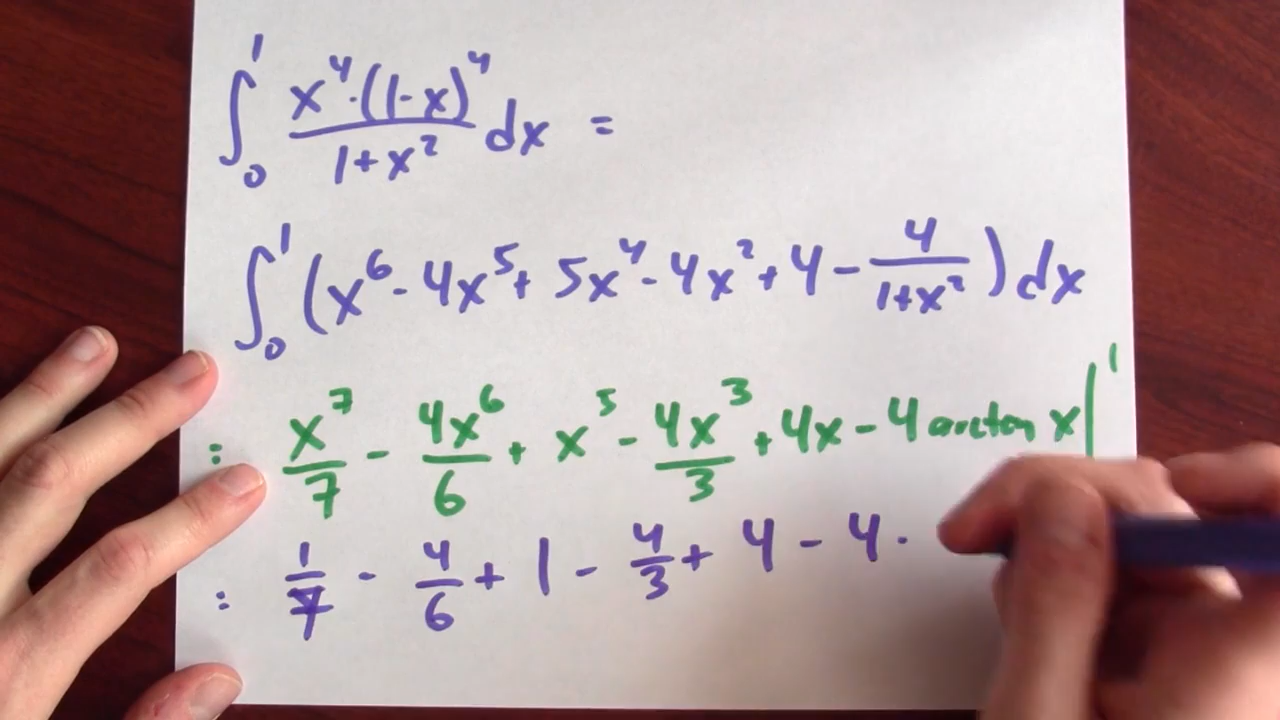 ∫₀¹ x⁴·(1-x)⁴/(1+x²) dx =
∫₀¹ (x⁶ - 4x⁵ + 5x⁴ - 4x² + 4 - 4/(1+x²)) dx
= x⁷/7 - 4x⁶/6 + x⁵ - 4x³/3 + 4x - 4 arctan x |¹
= 1/7 - 4/6 + 1 - 4/3 + 4 - 4·